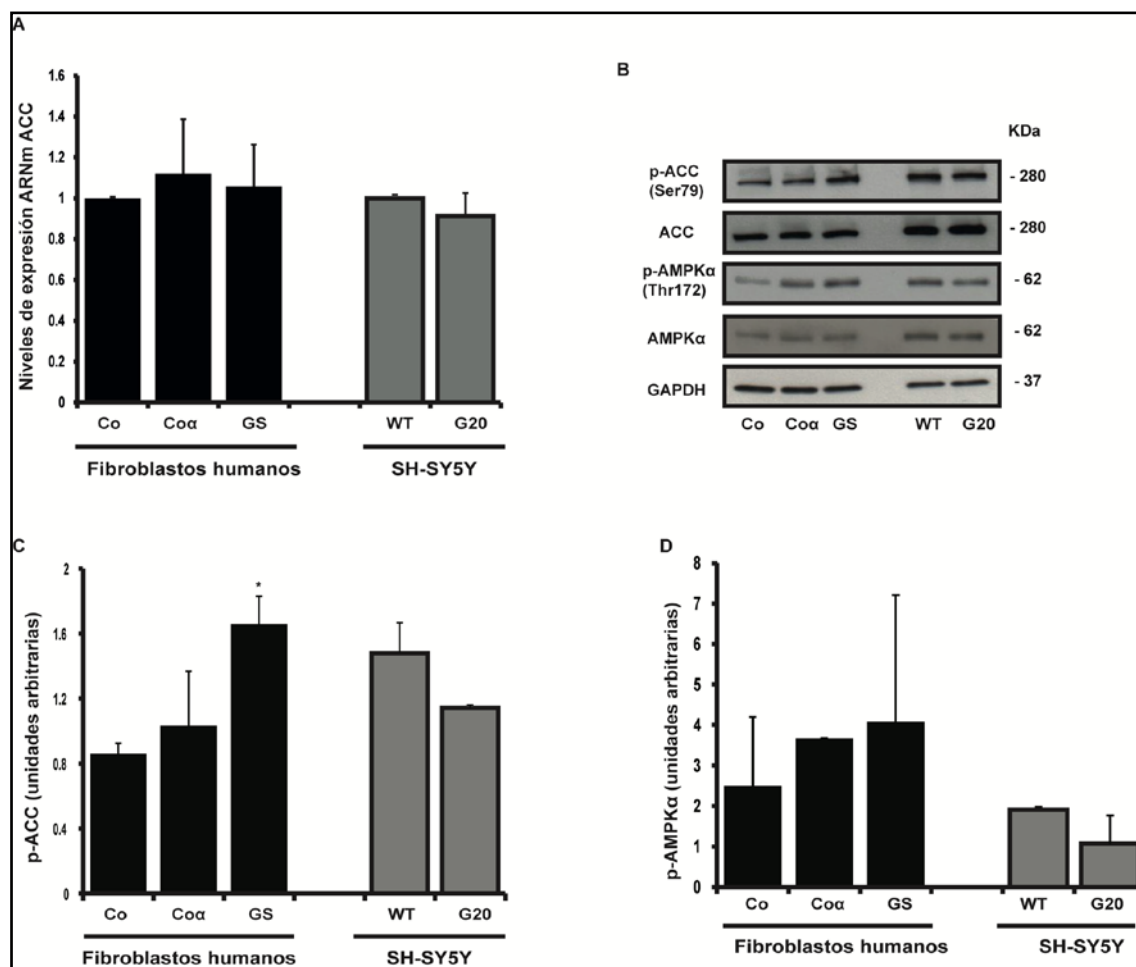 A
Niveles de expresión ARNm ACC
1.6
1.4
1.2
1
0.8
0.6
0.4
0.2
0
Co Coα GS WT G20
Fibroblastos humanos SH-SY5Y
B
KDa
p-ACC
(Ser79)
- 280
ACC
- 280
p-AMPKα
(Thr172)
- 62
AMPKα
- 62
GAPDH
- 37
Co Coα GS WT G20
C
p-ACC (unidades arbitrarias)
2
1.6
1.2
0.8
0.4
0
*
Co Coα GS WT G20
Fibroblastos humanos SH-SY5Y
D
p-AMPKα (unidades arbitrarias)
8
7
6
5
4
3
2
1
0
Co Coα GS WT G20
Fibroblastos humanos SH-SY5Y